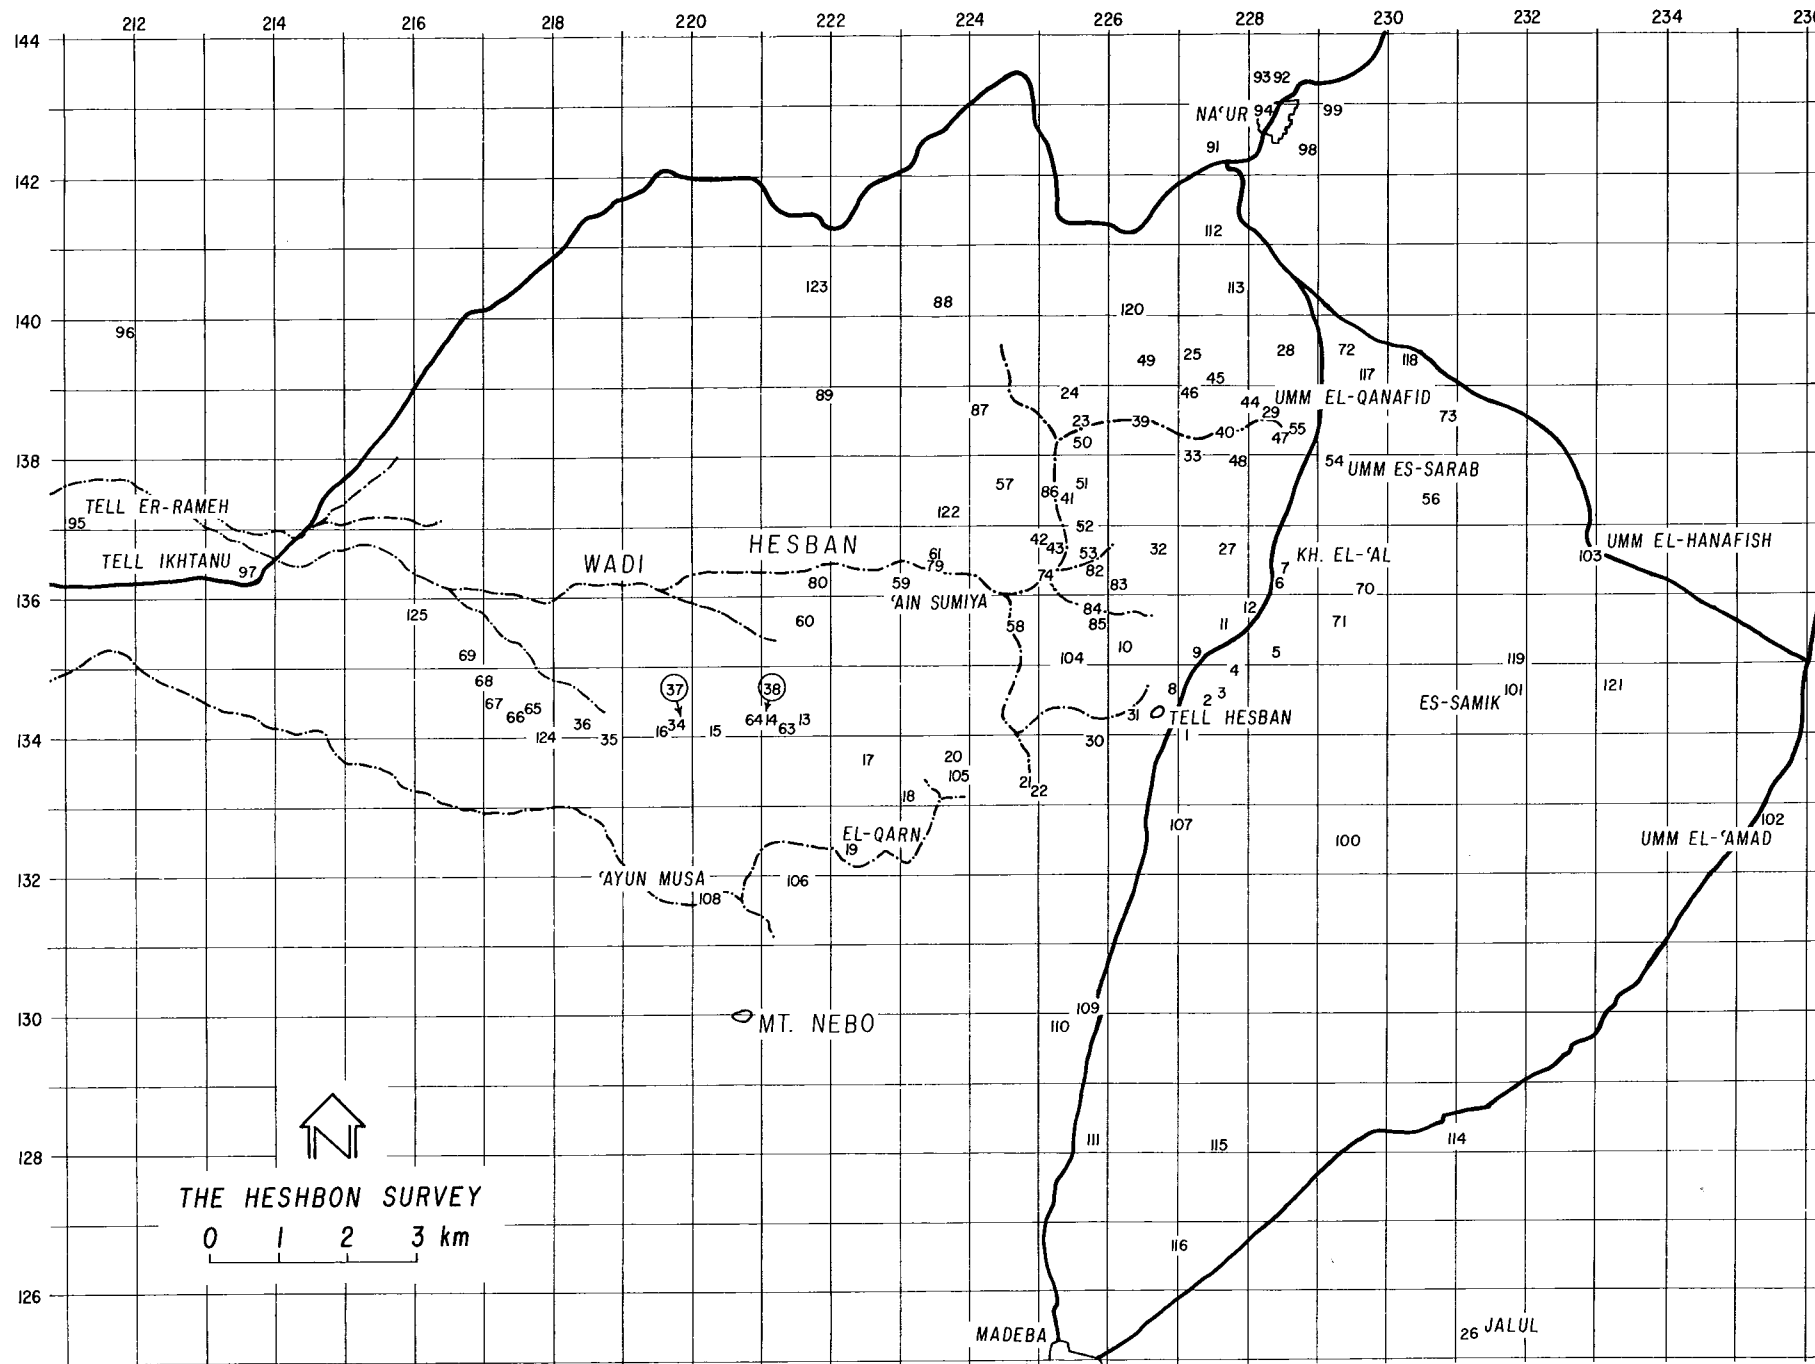 212 214 216 218 220 222 224 226 228 230 232 234 236
144
93 92
NA‘UR 94 99
91 98
142
112
123 113
88 120
140
96
49 25 28 72 118
45 117
89 24 46 44 UMM EL-QANAFID
87 23 39 29 73
40 47 55
50
138
33 48 54 UMM ES-SARAB
57 86 41 51 56
TELL ER-RAMEH
95 122 52
42 43 32 27 UMM EL-HANAFISH
WADI HESBAN
61 79 53 KH. EL-‘AL 103
TELL IKHTANU
97 74 82 7
80 59 83 6 70
136
‘AIN SUMIYA
125 60 58 84 12
85 11 71
69 104 10 9 5 119
68 37 38 8 4 121
67 65 3 101
66 36 64 14 13 31 2 ES-SAMIK
124 35 16 34 15 63 TELL HESBAN
134
30 1
17 20
105
18 21 22
107 102
EL-QARN
19 100 UMM EL-‘AMAD
132
‘AYUN MUSA 106
108
109
130
MT. NEBO 110
111 115 114
128
THE HESHBON SURVEY
0 1 2 3 km
116
126
MADEBA 26 JALUL
N